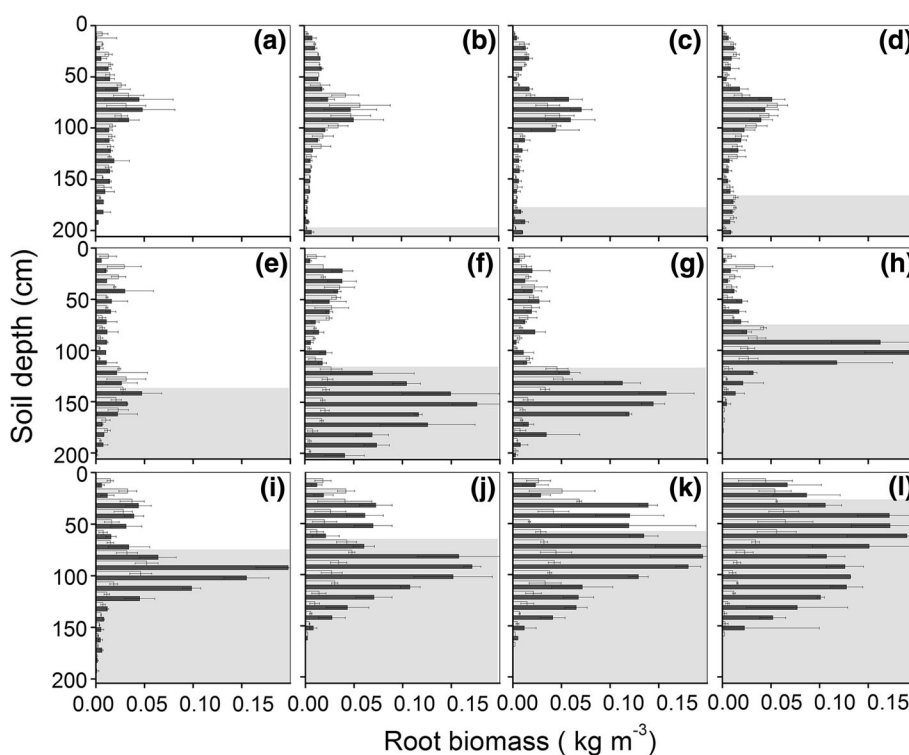 0
50
100
150
200
(a)
(b)
(c)
(d)
0
50
100
150
200
(e)
(f)
(g)
(h)
0
50
100
150
200
(i)
(j)
(k)
(l)
0.00 0.05 0.10 0.15 0.00 0.05 0.10 0.15 0.00 0.05 0.10 0.15 0.00 0.05 0.10 0.15
Soil depth (cm)
Root biomass ( kg m⁻³)